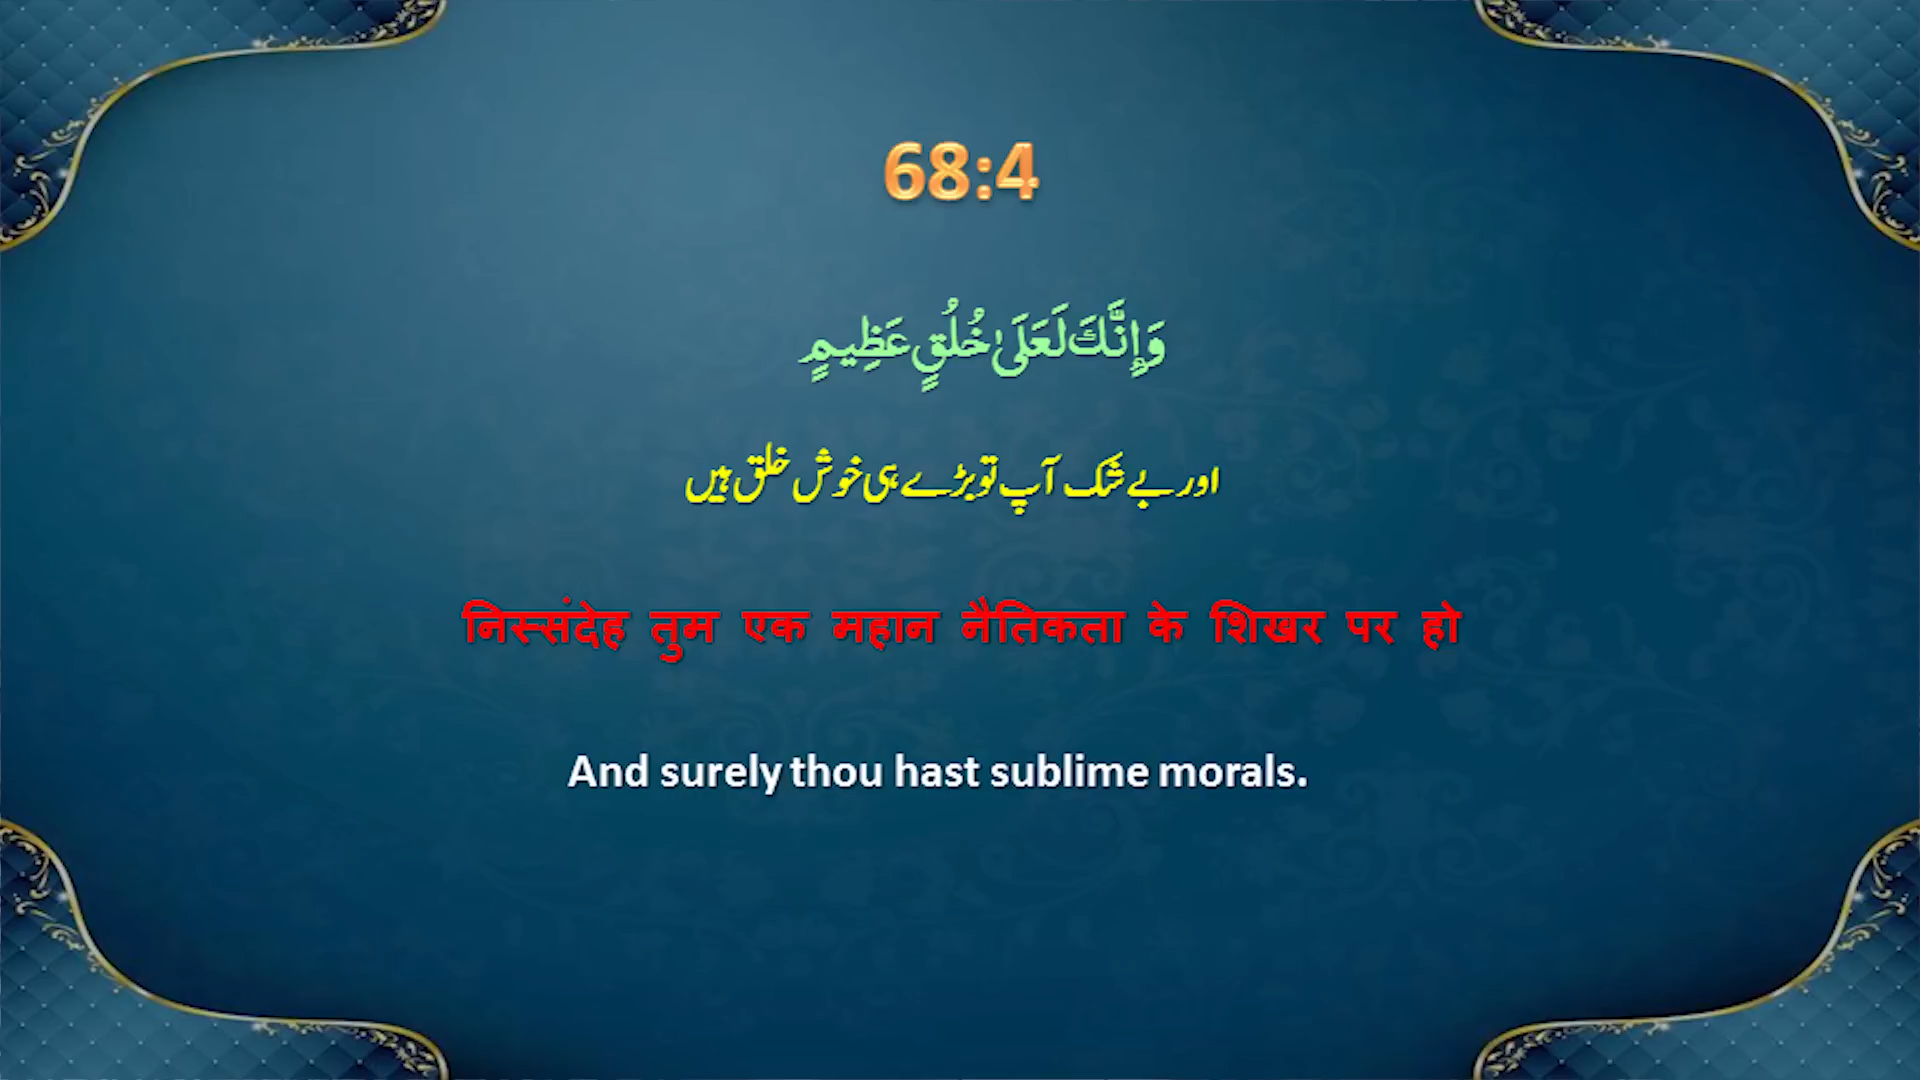 68:4
وَإِنَّكَ لَعَلَىٰ خُلُقٍ عَظِيمٍ
اور بے شک آپ تو بڑے ہی خوش خلق ہیں
निस्संदेह तुम एक महान नैतिकता के शिखर पर हो
And surely thou hast sublime morals.